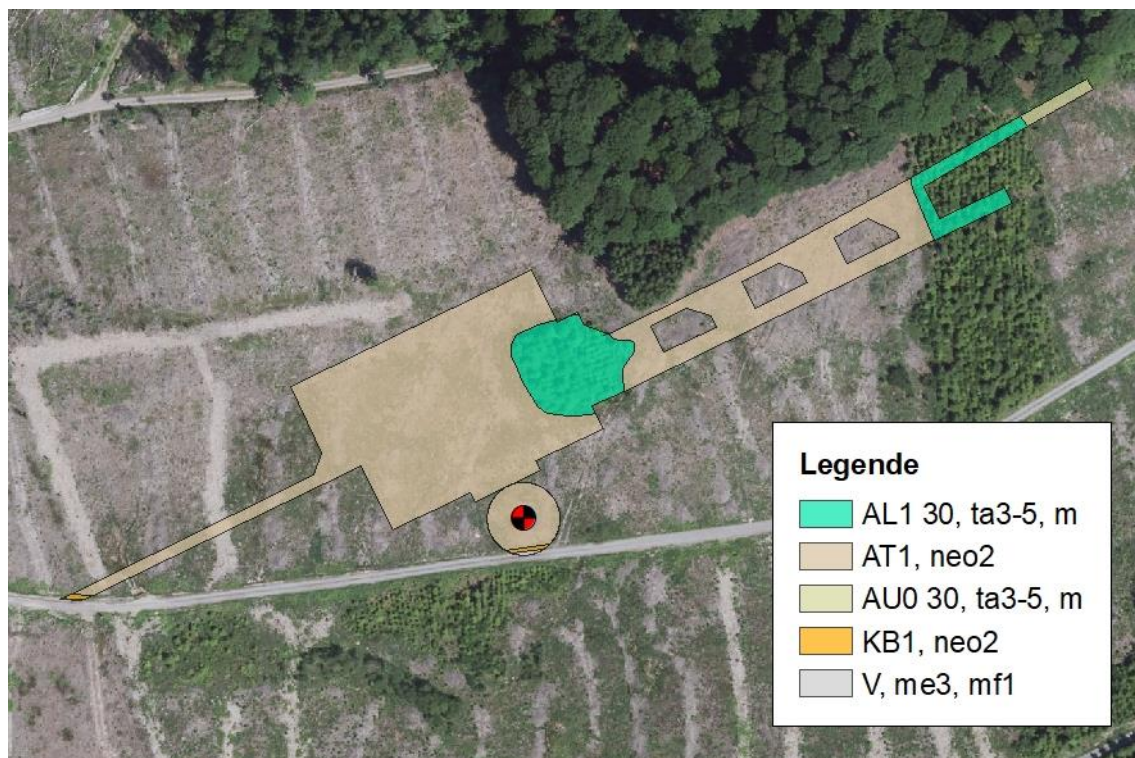 Legende
AL1 30, ta3-5, m
AT1, neo2
AU0 30, ta3-5, m
KB1, neo2
V, me3, mf1